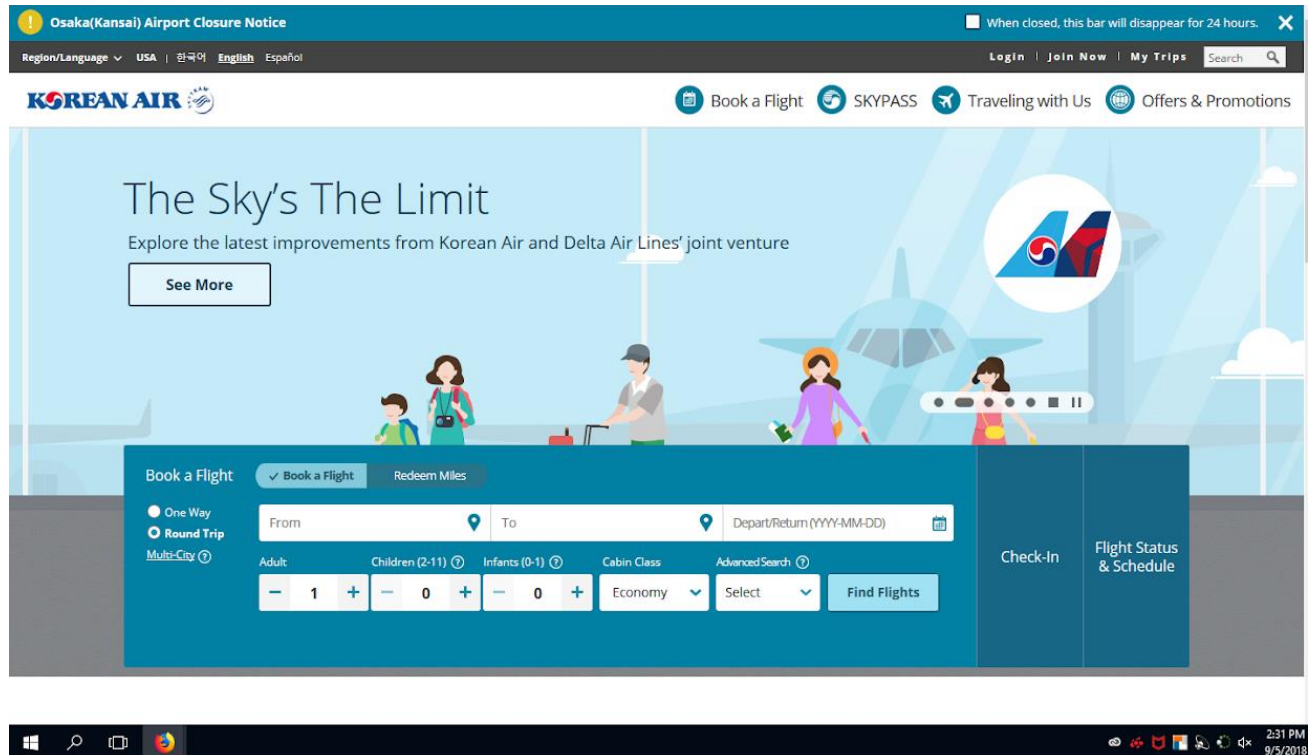 Osaka(Kansai) Airport Closure Notice
When closed, this bar will disappear for 24 hours.
Region/Language USA | 한국어 English Español
Login | Join Now | My Trips Search
KOREAN AIR
Book a Flight SKYPASS Traveling with Us Offers & Promotions
The Sky's The Limit
Explore the latest improvements from Korean Air and Delta Air Lines' joint venture
See More
Book a Flight Book a Flight Redeem Miles
One Way
Round Trip
Multi-City ?
From To Depart/Return (YYYY-MM-DD)
Adult Children (2-11) ? Infants (0-1) ? Cabin Class Advanced Search ?
− 1 + − 0 + − 0 + Economy Select Find Flights
Check-In
Flight Status
& Schedule
2:31 PM
9/5/2018